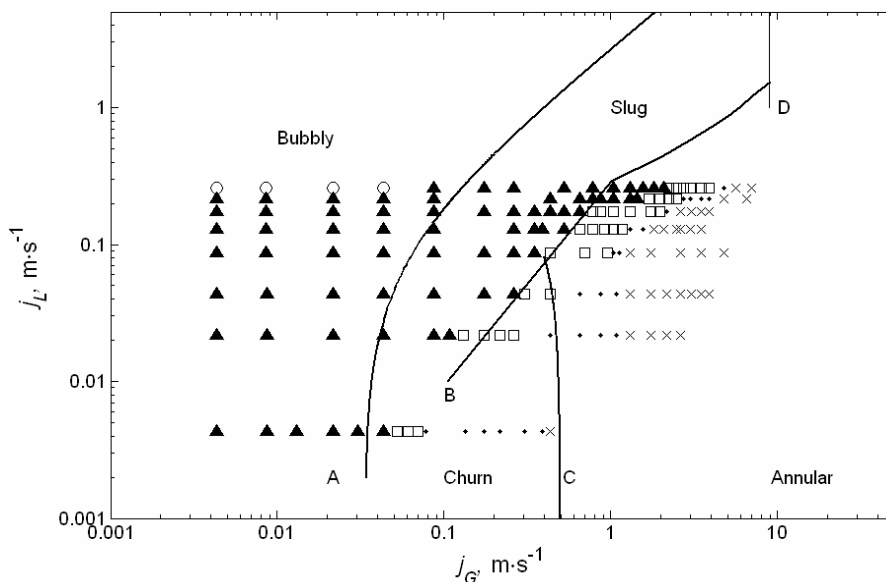 1
Slug
D
Bubbly
0.1
j_L, m·s⁻¹
0.01
B
A
Churn
C
Annular
0.001
0.001
0.01
0.1
1
10
j_G, m·s⁻¹